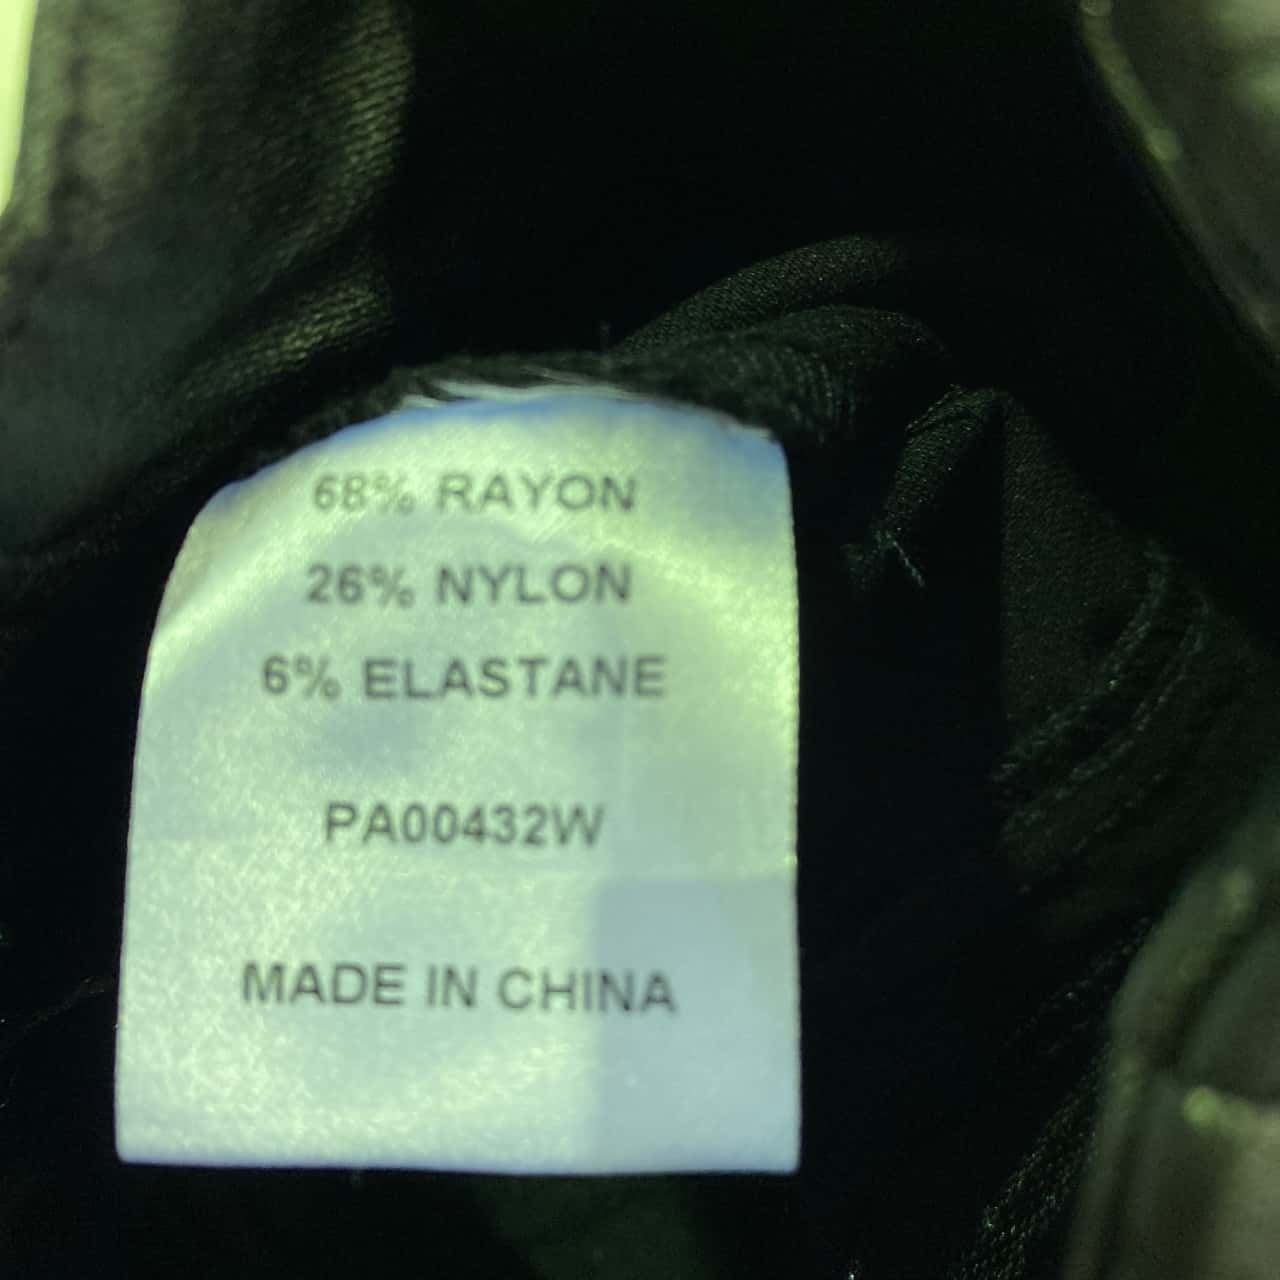 68% RAYON
26% NYLON
6% ELASTANE
PA00432W
MADE IN CHINA